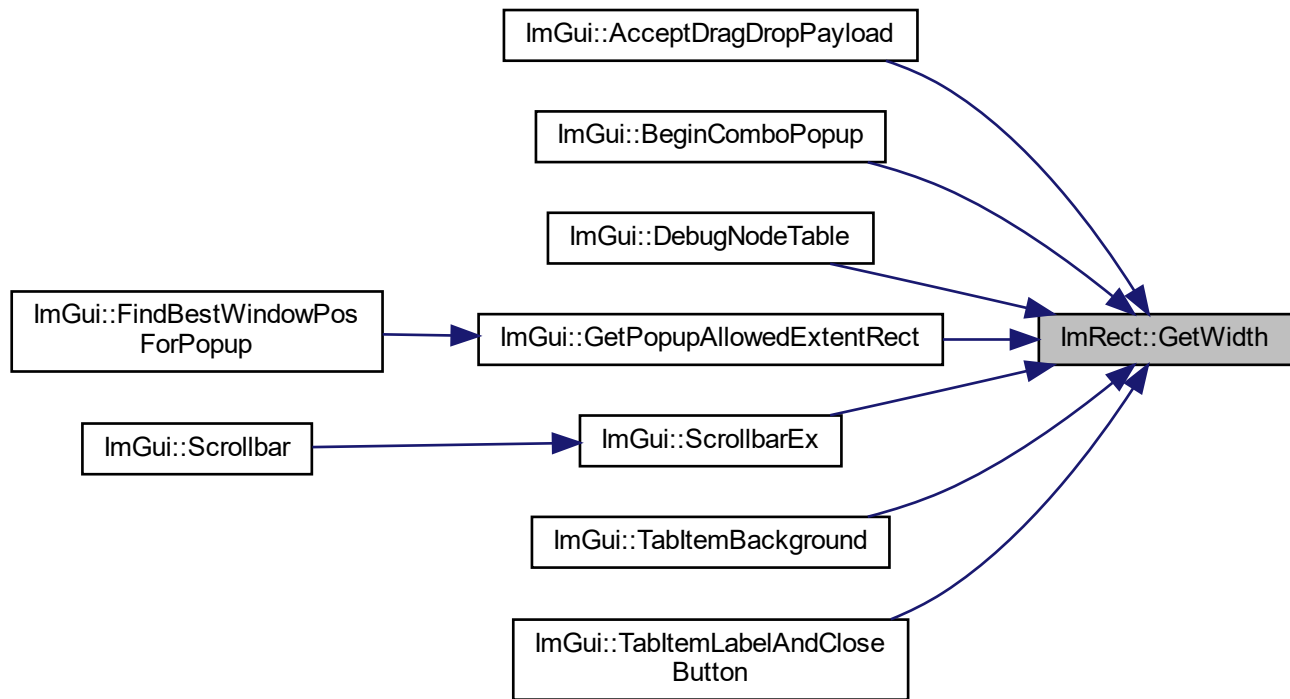 ImGui::AcceptDragDropPayload
ImGui::BeginComboPopup
ImGui::DebugNodeTable
ImGui::FindBestWindowPos
ForPopup
ImGui::GetPopupAllowedExtentRect
ImRect::GetWidth
ImGui::Scrollbar
ImGui::ScrollbarEx
ImGui::TabItemBackground
ImGui::TabItemLabelAndClose
Button